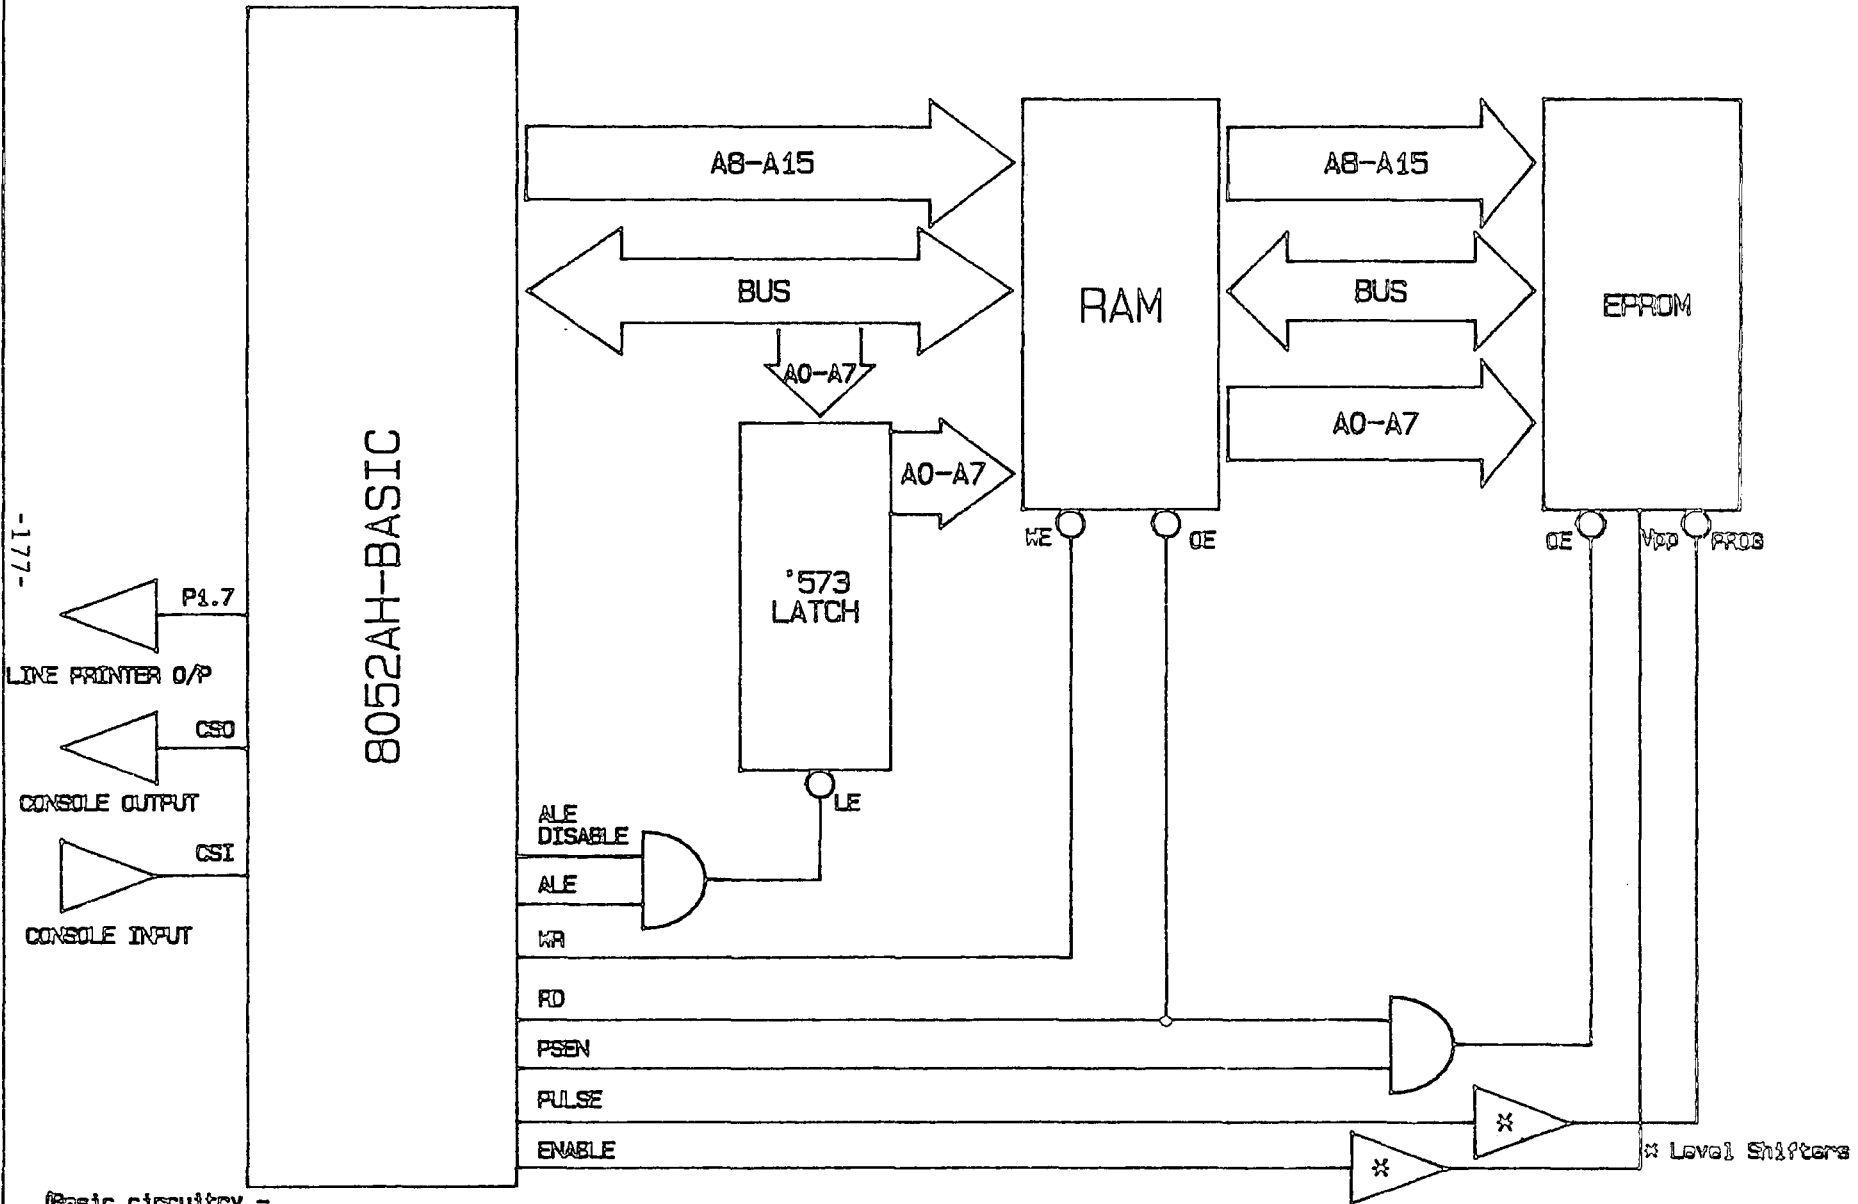 8052AH-BASIC
A8-A15
BUS
A0-A7
'573
LATCH
A0-A7
LE
RAM
WE
OE
A8-A15
BUS
A0-A7
EPROM
OE
Vpp
PROG
-177-
P1.7
LINE PRINTER O/P
CSO
CONSOLE OUTPUT
CSI
CONSOLE INPUT
ALE
DISABLE
ALE
WR
RD
PSEN
PULSE
ENABLE
*
*
* Level Shifters
Basic circuitry -